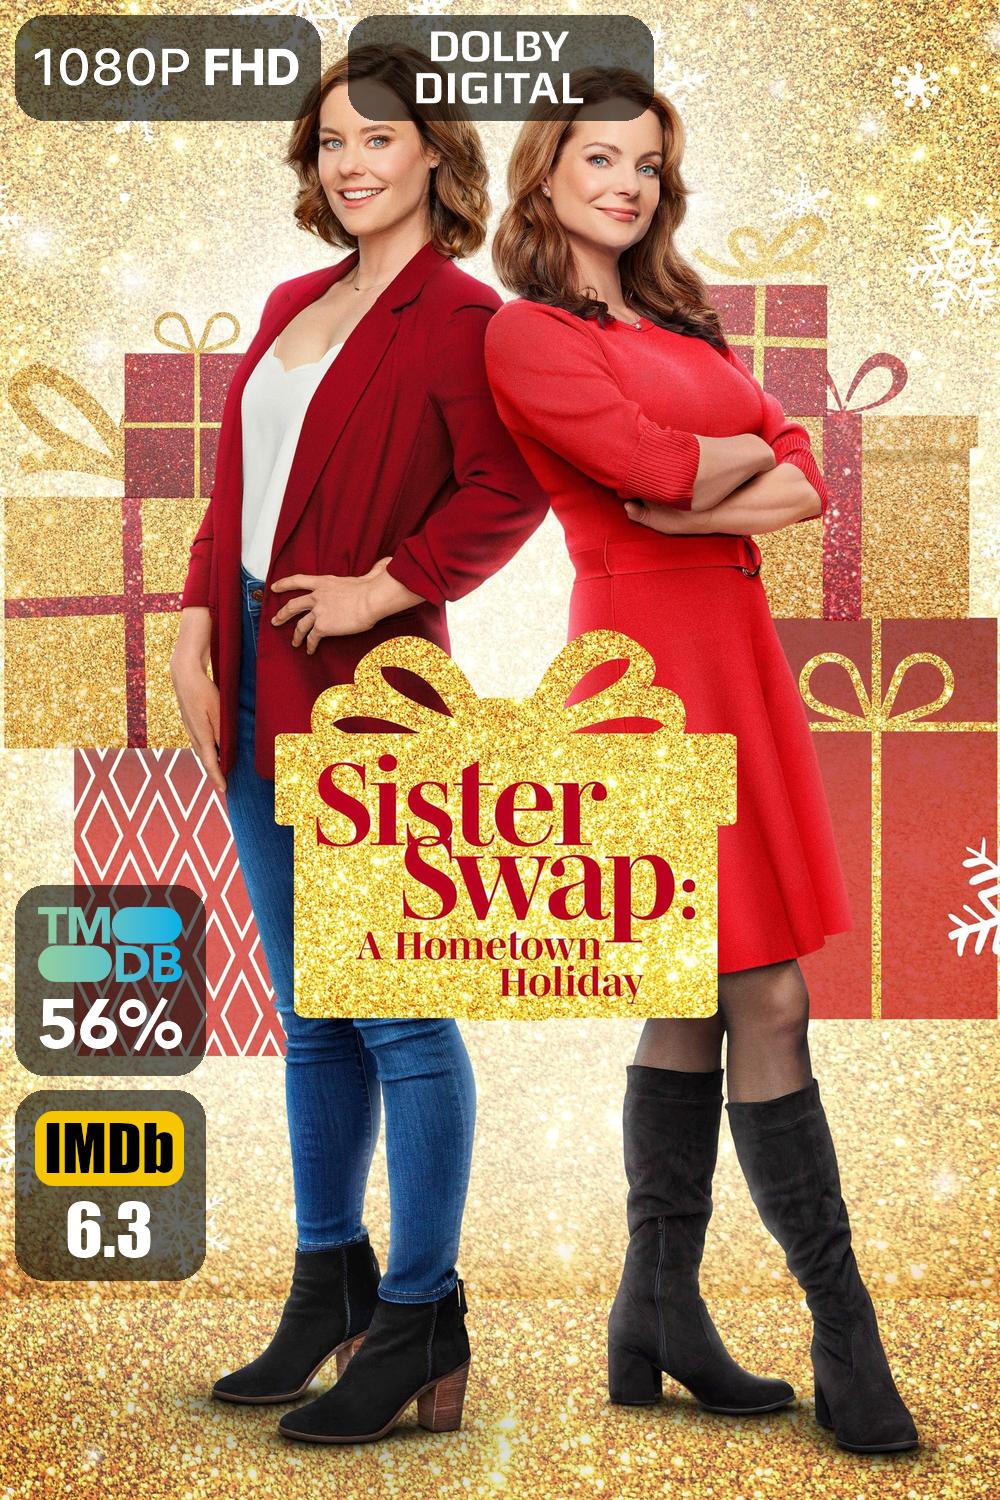 1080P FHD
DOLBY
DIGITAL
Sister
Swap:
A Hometown
Holiday
TM
DB
56%
IMDb
6.3